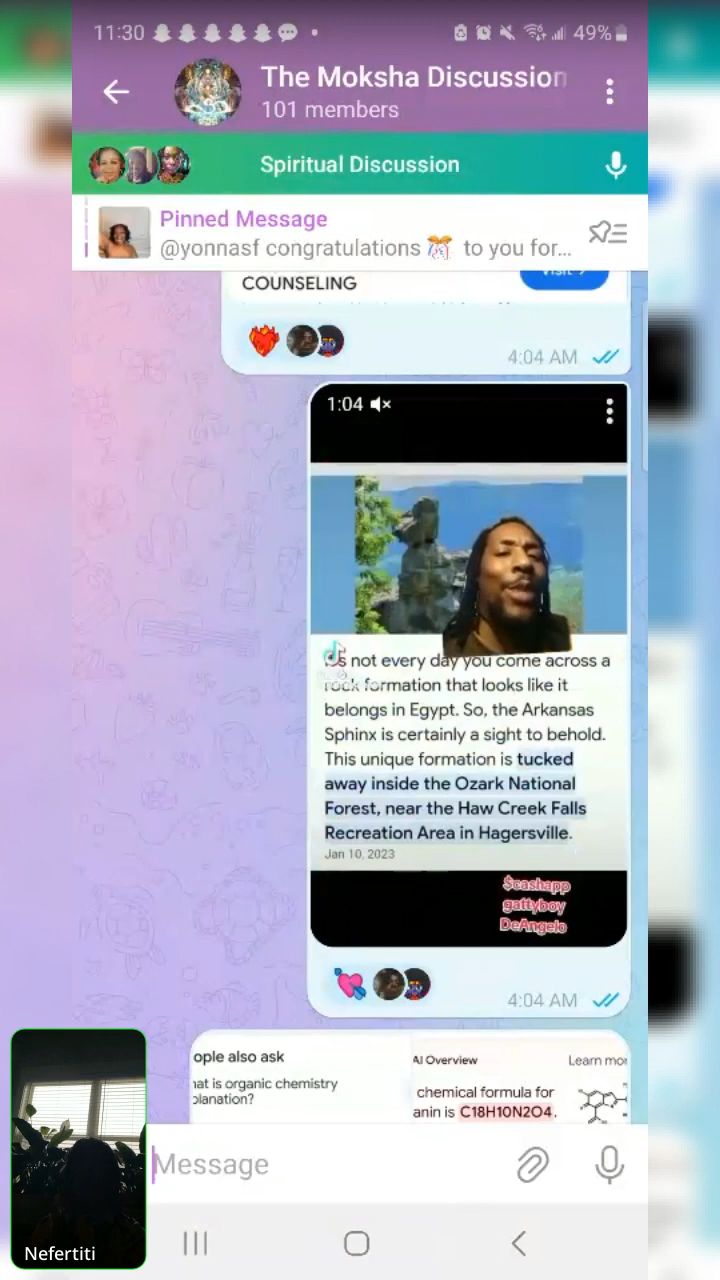 11:30 49%
The Moksha Discussion
101 members
Spiritual Discussion
Pinned Message
@yonnasf congratulations 🎊 to you for...
COUNSELING
Visit
4:04 AM
1:04
not every day you come across a
rock formation that looks like it
belongs in Egypt. So, the Arkansas
Sphinx is certainly a sight to behold.
This unique formation is tucked
away inside the Ozark National
Forest, near the Haw Creek Falls
Recreation Area in Hagersville.
Jan 10, 2023
$cashapp
gattyboy
DeAngelo
4:04 AM
ople also ask
hat is organic chemistry
planation?
AI Overview
Learn mor
chemical formula for
anin is C18H10N2O4.
Message
Nefertiti